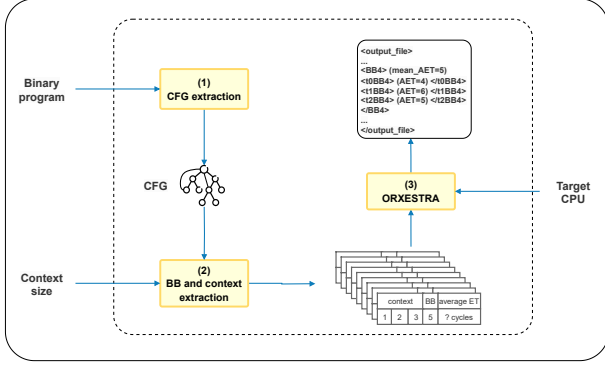 Binary
program
(1)
CFG extraction
CFG
Context
size
(2)
BB and context
extraction
<output_file>
...
<BB4> (mean_AET=5)
<t0BB4> (AET=4) </t0BB4>
<t1BB4> (AET=6) </t1BB4>
<t2BB4> (AET=5) </t2BB4>
</BB4>
...
</output_file>
(3)
ORXESTRA
Target
CPU
context BB average ET
1 2 3 5 ? cycles